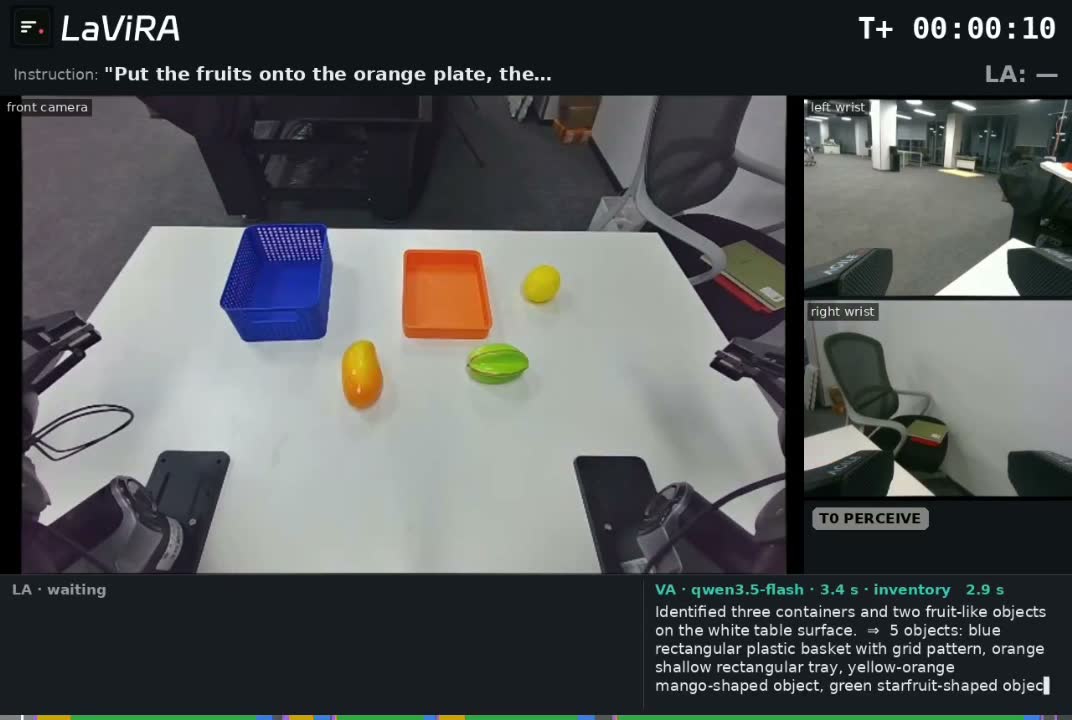 LaViRA
T+ 00:00:10
Instruction: "Put the fruits onto the orange plate, the…
LA: —
front camera
left wrist
AGILE
right wrist
AGILE
T0 PERCEIVE
LA · waiting
VA · qwen3.5-flash · 3.4 s · inventory 2.9 s
Identified three containers and two fruit-like objects
on the white table surface. ⇒ 5 objects: blue
rectangular plastic basket with grid pattern, orange
shallow rectangular tray, yellow-orange
mango-shaped object, green starfruit-shaped objec